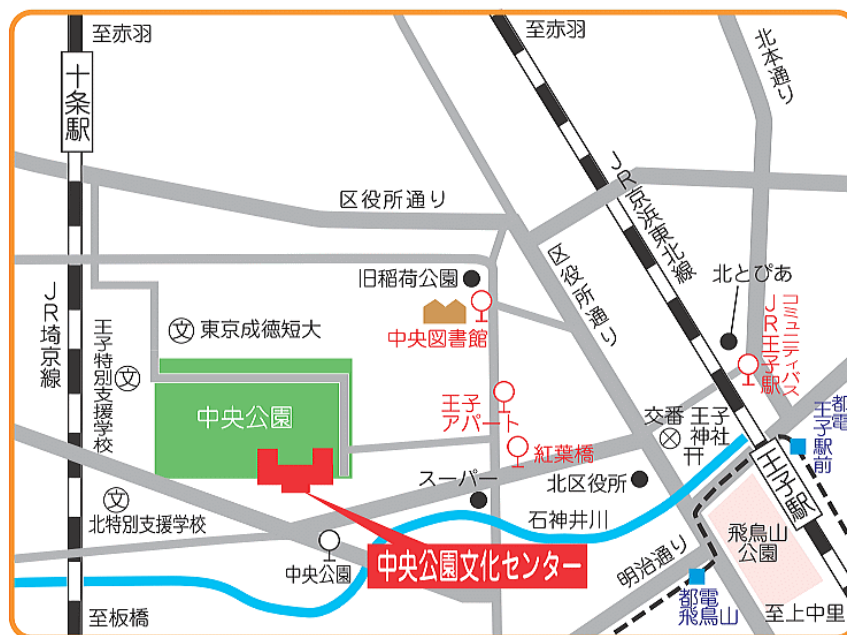 至赤羽
至赤羽
北本通り
十条駅
区役所通り
JR京浜東北線
区役所通り
旧稲荷公園
北とぴあ
中央図書館
コミュニティバス
JR王子駅
JR埼京線
王子特別支援学校
文
文
東京成徳短大
中央公園
王子
アパート
交番
王子
神社
都電
王子駅前
紅葉橋
スーパー
北区役所
王子駅
文
北特別支援学校
石神井川
飛鳥山
公園
中央公園
中央公園文化センター
明治通り
都電
飛鳥山
至板橋
至上中里